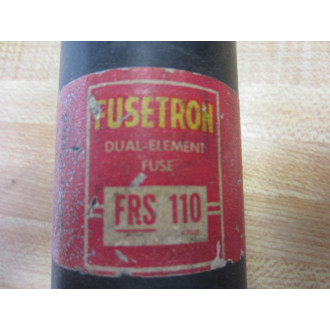 FUSETRON
DUAL-ELEMENT
FUSE
FRS 110